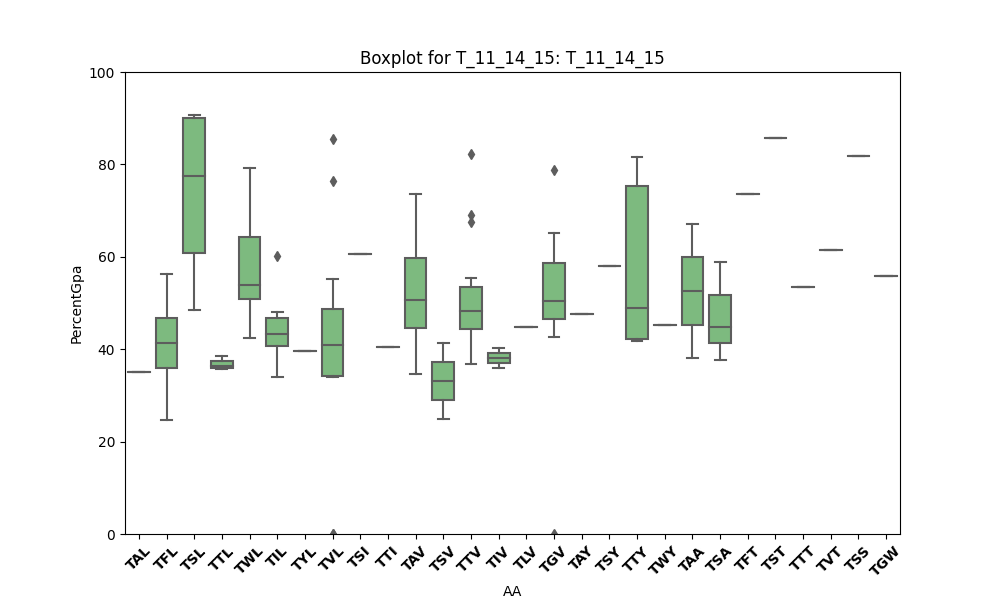 Boxplot for T_11_14_15: T_11_14_15
100
80
60
40
20
0
PercentGpa
TAL TFL TSL TTL TWL TIL TYL TVL TSI TTI TAV TSV TTV TIV TLV TGV TAY TSY TTY TWY TAA TSA TFT TST TTT TVT TSS TGW
AA